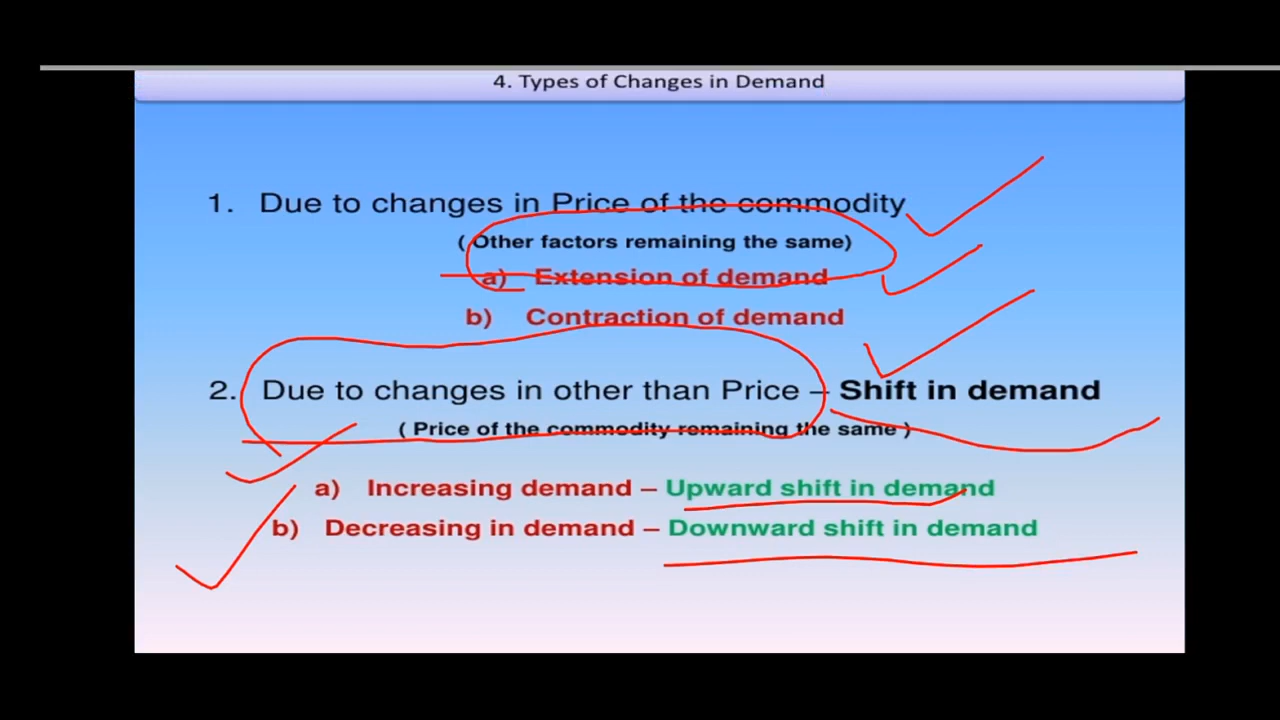 4. Types of Changes in Demand
1. Due to changes in Price of the commodity
( Other factors remaining the same)
a) Extension of demand
b) Contraction of demand
2. Due to changes in other than Price – Shift in demand
( Price of the commodity remaining the same )
a) Increasing demand – Upward shift in demand
b) Decreasing in demand – Downward shift in demand